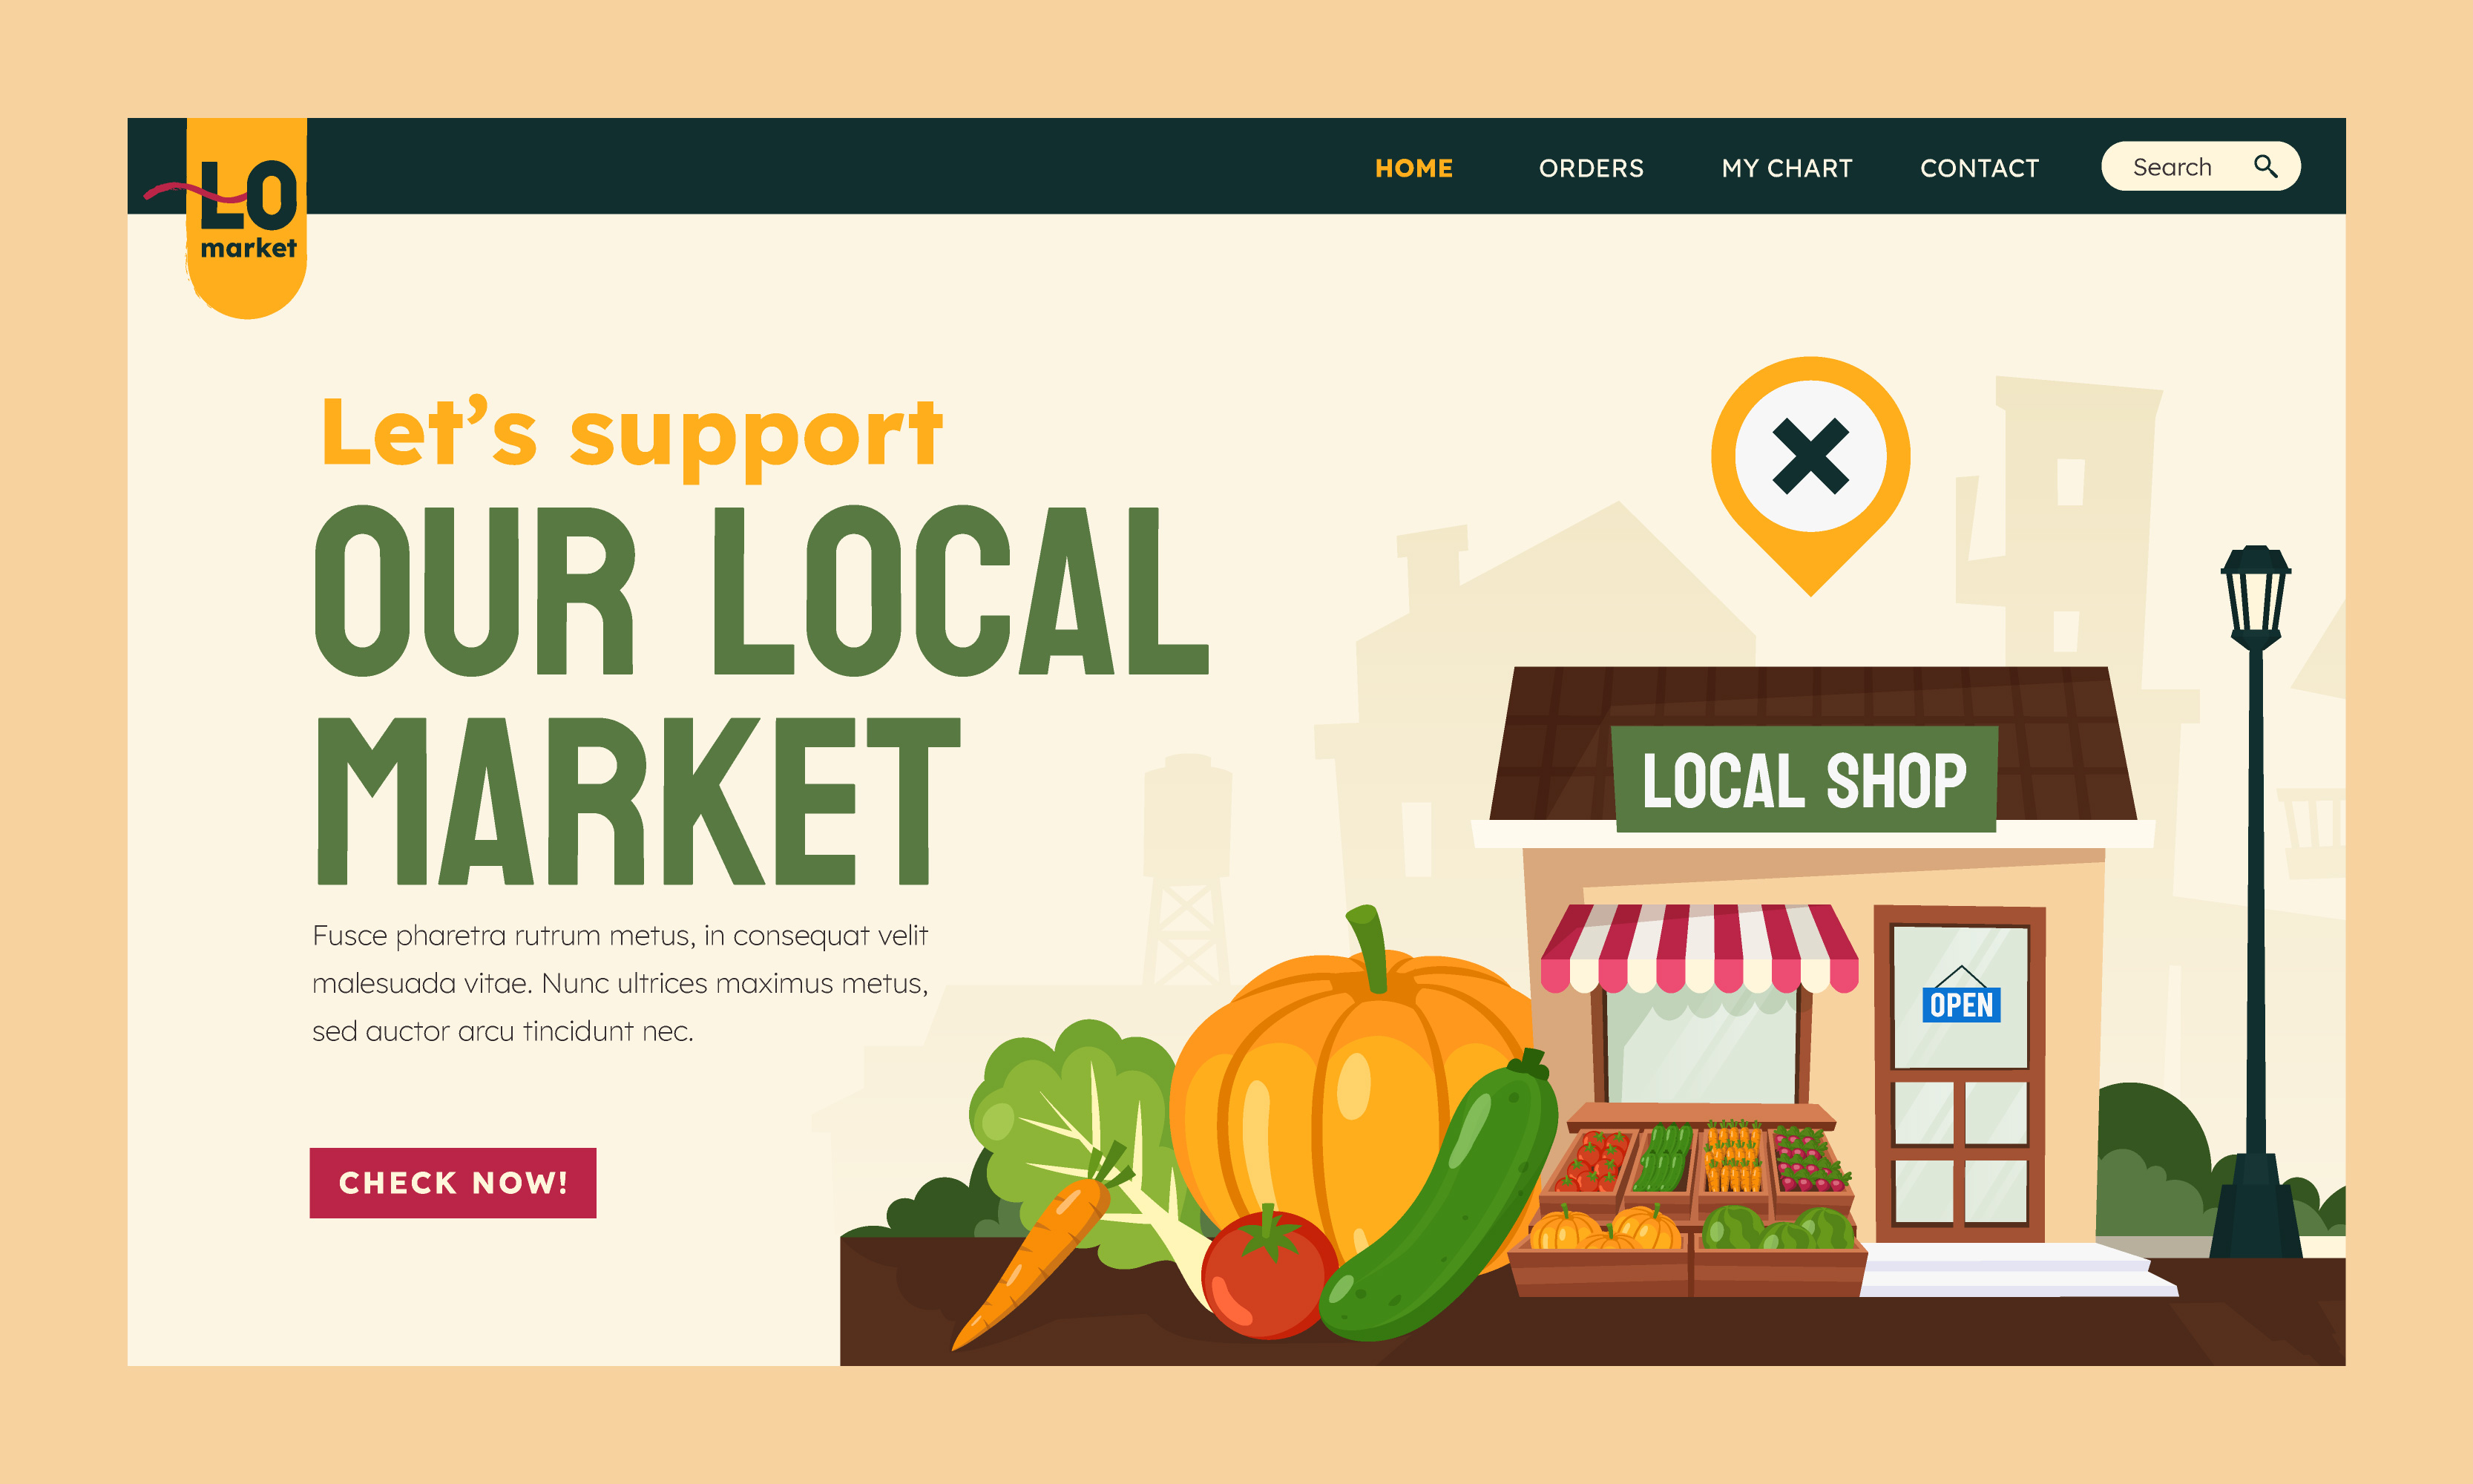 LO
market
HOME
ORDERS
MY CHART
CONTACT
Search
Let's support
OUR LOCAL
MARKET
Fusce pharetra rutrum metus, in consequat velit
malesuada vitae. Nunc ultrices maximus metus,
sed auctor arcu tincidunt nec.
CHECK NOW!
LOCAL SHOP
OPEN